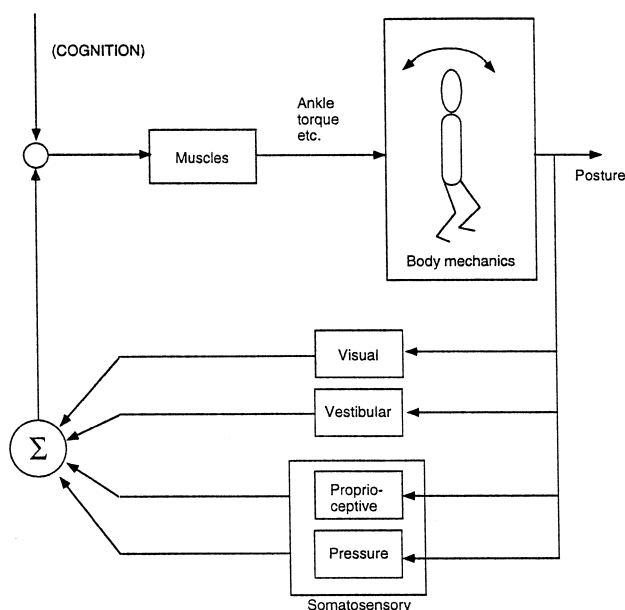 (COGNITION)
Ankle
torque
etc.
Muscles
Posture
Body mechanics
Visual
Vestibular
Σ
Proprio-
ceptive
Pressure
Somatosensory